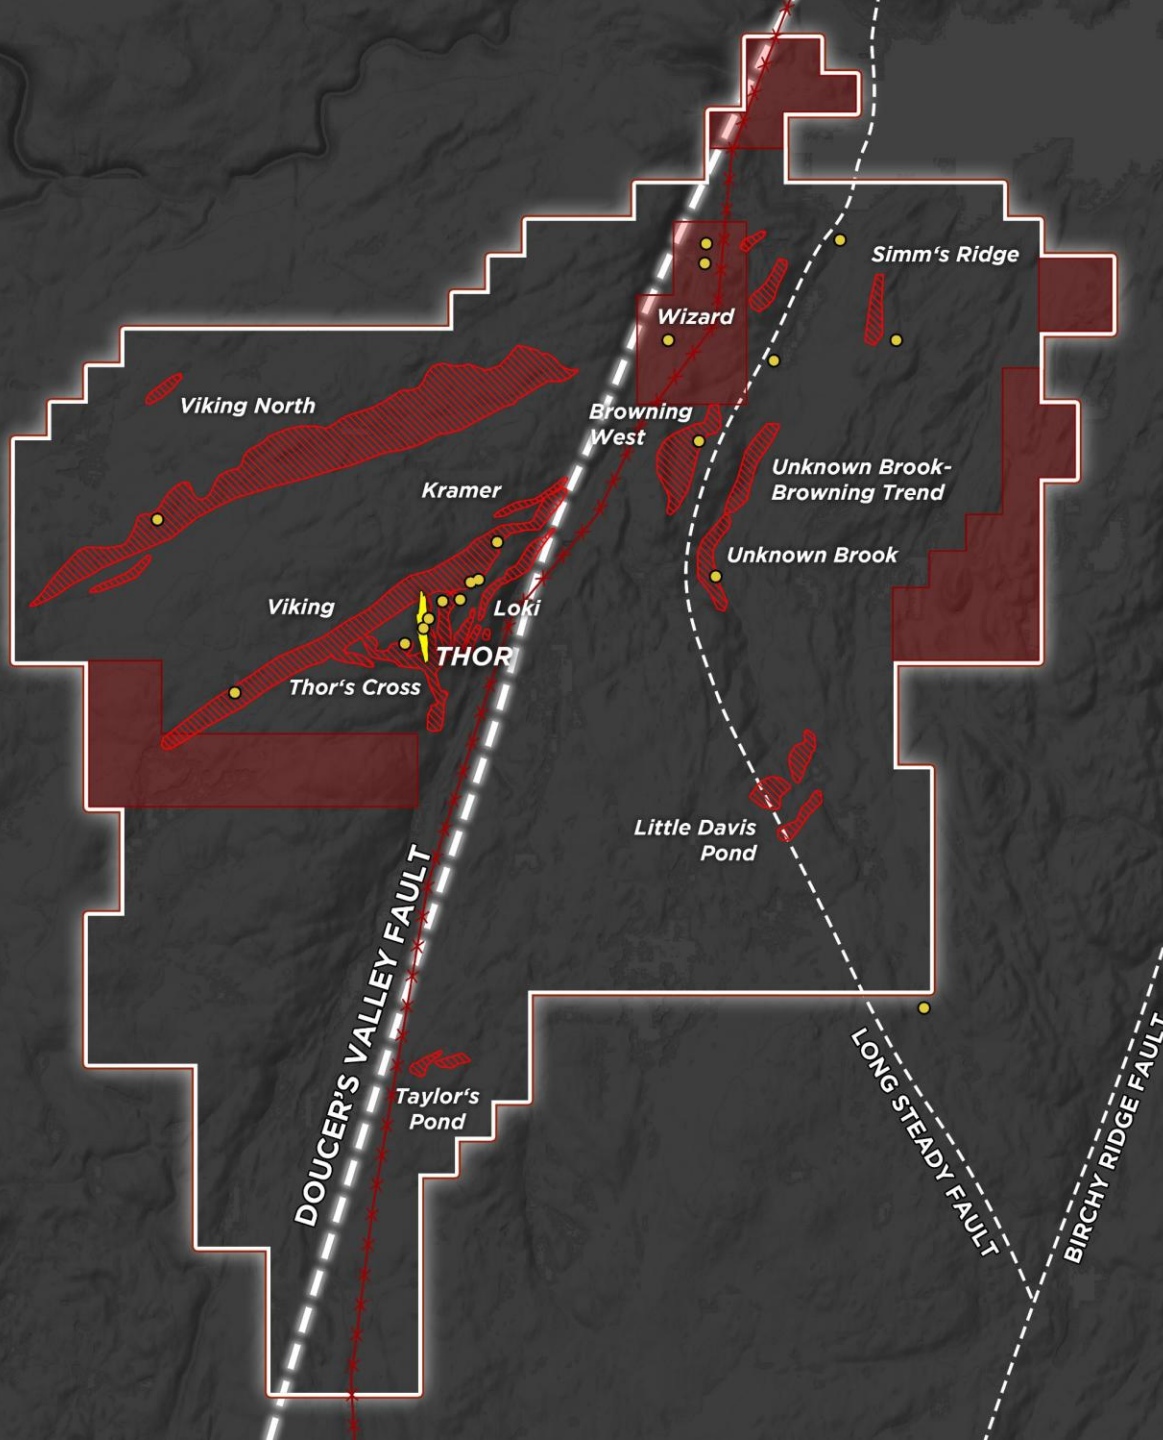 Simm‘s Ridge
Wizard
Viking North
Browning
West
Unknown Brook-
Browning Trend
Kramer
Unknown Brook
Viking
Loki
THOR
Thor‘s Cross
Little Davis
Pond
DOUCER'S VALLEY FAULT
LONG STEADY FAULT
BIRCHY RIDGE FAULT
Taylor‘s
Pond